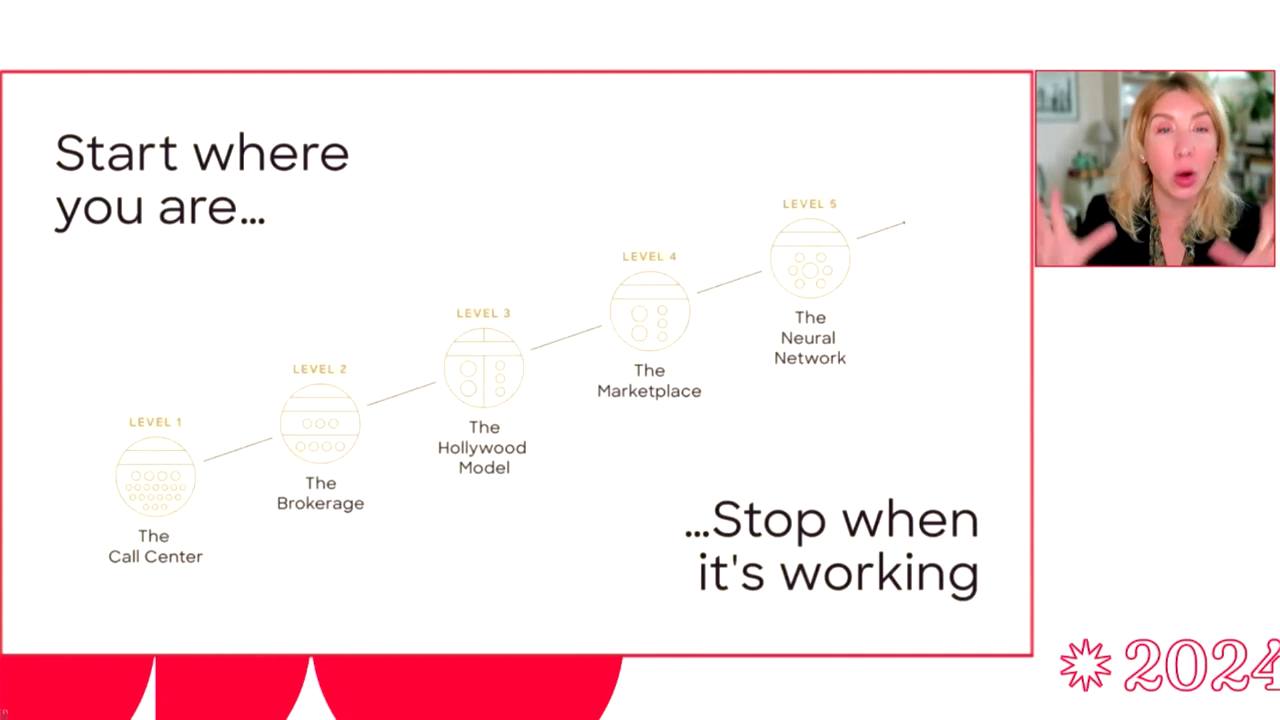 Start where
you are...
LEVEL 5
LEVEL 4
The
Neural
Network
LEVEL 3
The
Marketplace
LEVEL 2
The
Hollywood
Model
LEVEL 1
The
Brokerage
...Stop when
it's working
The
Call Center
2024